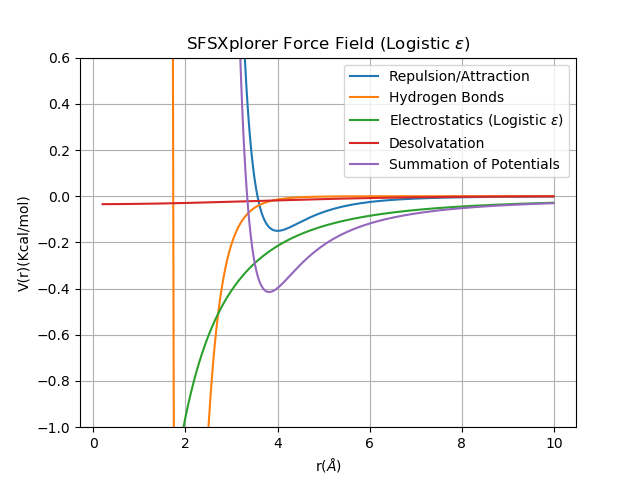 SFSXplorer Force Field (Logistic ε)
Repulsion/Attraction
Hydrogen Bonds
Electrostatics (Logistic ε)
Desolvatation
Summation of Potentials
V(r)(Kcal/mol)
0.6
0.4
0.2
0.0
−0.2
−0.4
−0.6
−0.8
−1.0
0 2 4 6 8 10
r(Å)